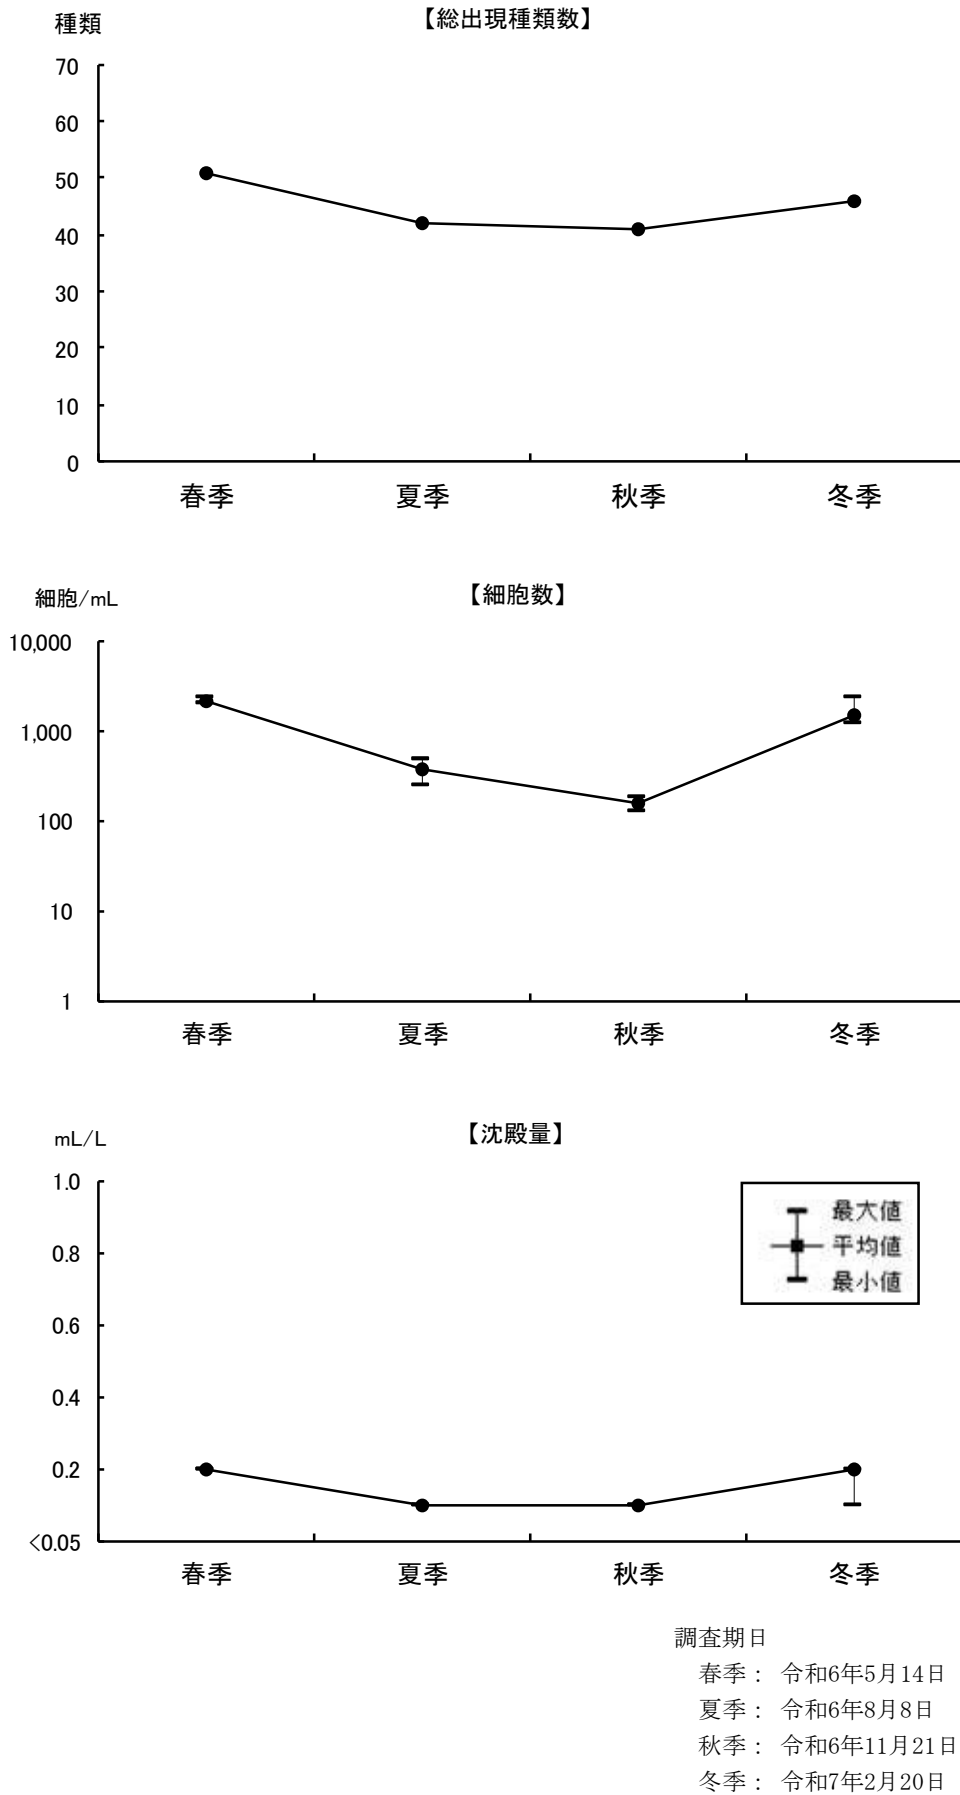 種類
【総出現種類数】
70
60
50
40
30
20
10
0
春季 夏季 秋季 冬季
細胞/mL
【細胞数】
10,000
1,000
100
10
1
春季 夏季 秋季 冬季
mL/L
【沈殿量】
1.0
0.8
0.6
0.4
0.2
<0.05
最大値
平均値
最小値
春季 夏季 秋季 冬季
調査期日
春季： 令和6年5月14日
夏季： 令和6年8月8日
秋季： 令和6年11月21日
冬季： 令和7年2月20日